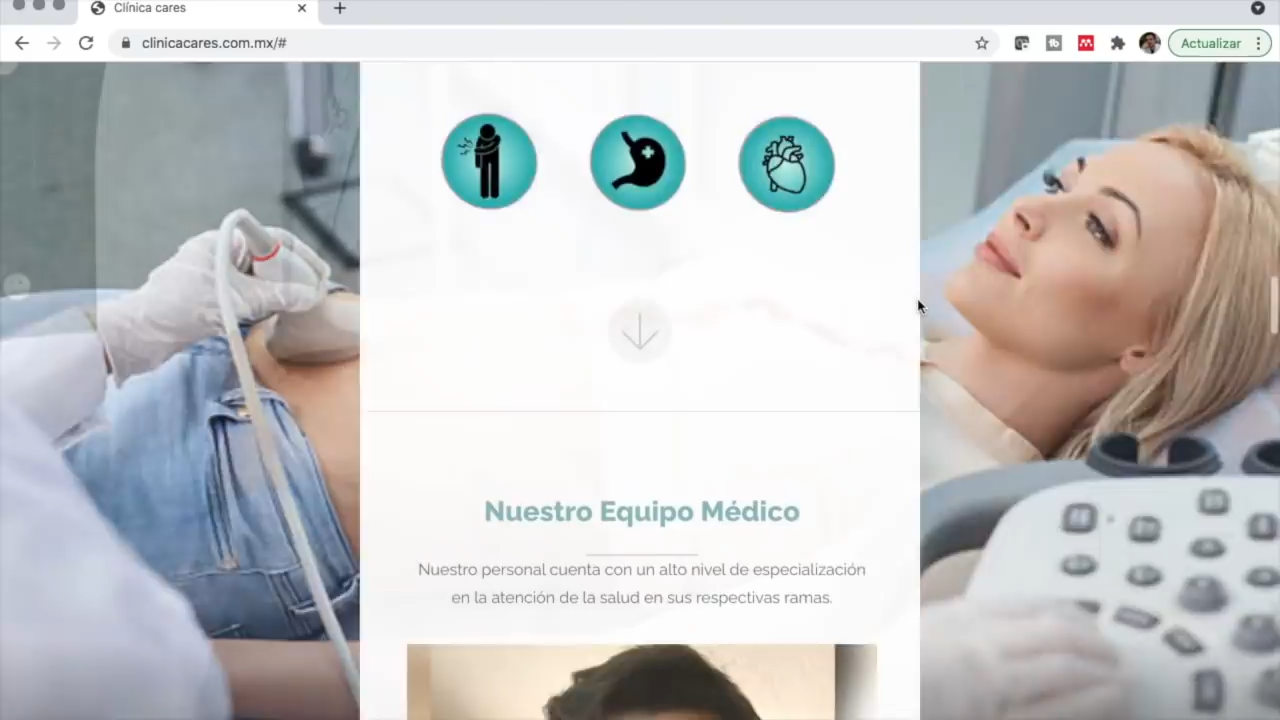 Clínica cares
clinicacares.com.mx/#
Actualizar
Nuestro Equipo Médico
Nuestro personal cuenta con un alto nivel de especialización
en la atención de la salud en sus respectivas ramas.